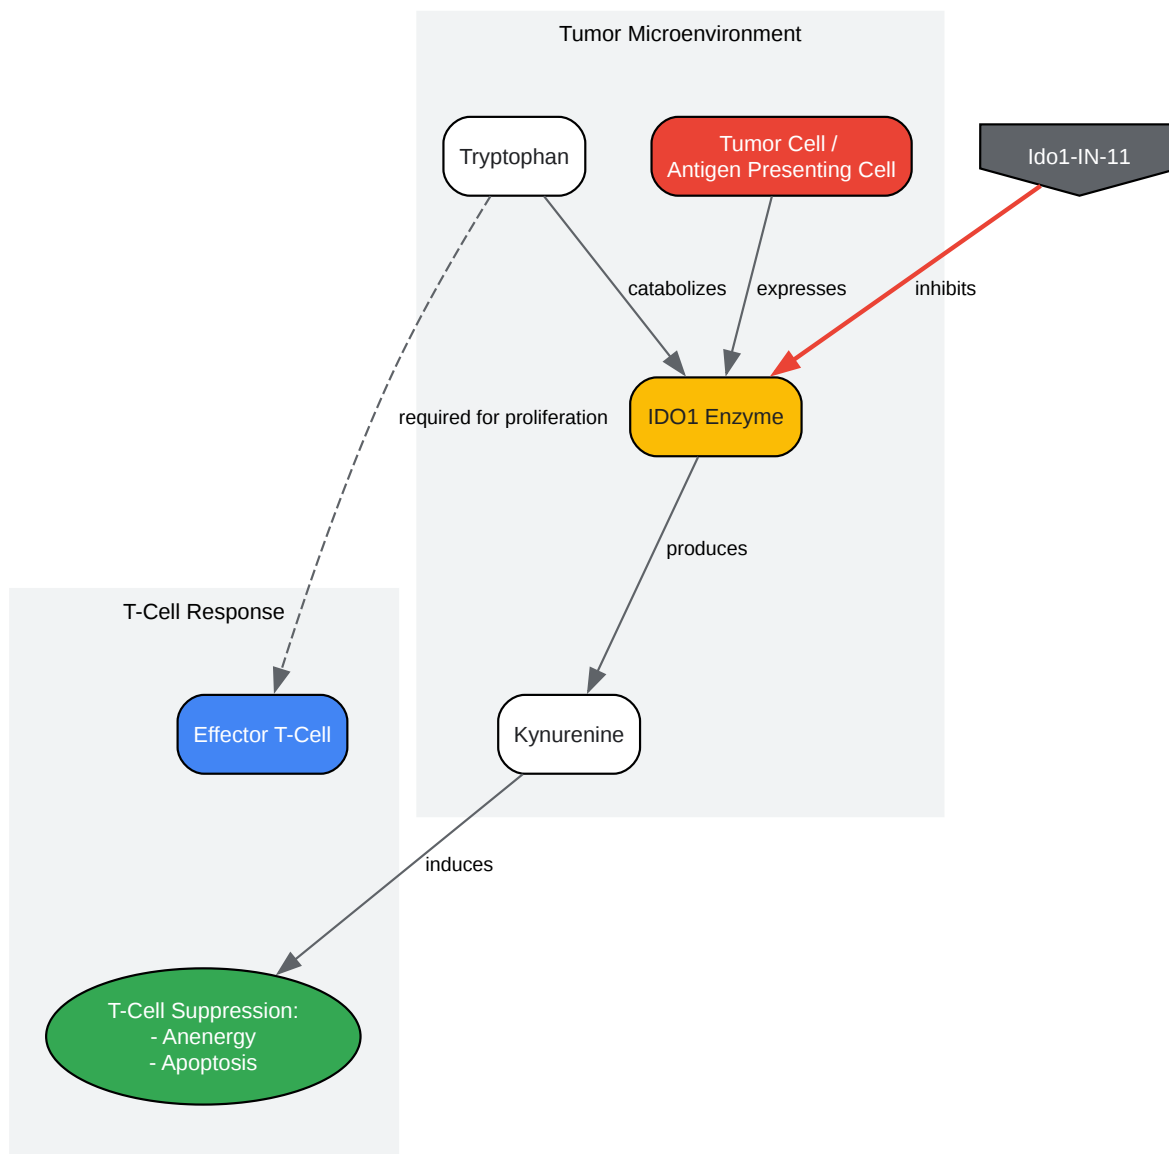 Tumor Microenvironment
Tryptophan
Tumor Cell /
Antigen Presenting Cell
Ido1-IN-11
catabolizes
expresses
inhibits
required for proliferation
IDO1 Enzyme
produces
T-Cell Response
Effector T-Cell
Kynurenine
induces
T-Cell Suppression:
- Anenergy
- Apoptosis